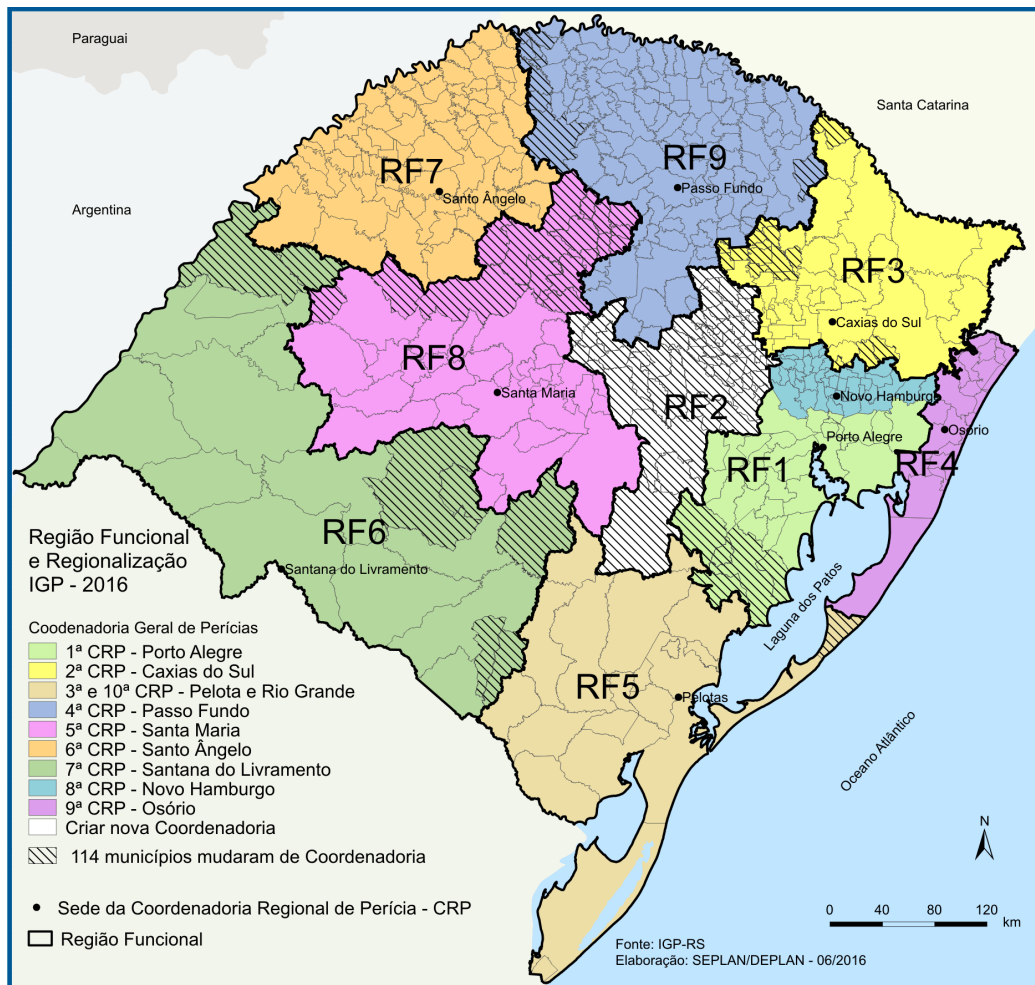 Paraguai
Santa Catarina
Argentina
RF7
Santo Ângelo
RF9
Passo Fundo
RF3
Caxias do Sul
RF8
Santa Maria
RF2
Novo Hamburgo
Porto Alegre
Osório
RF4
RF1
RF6
Santana do Livramento
Laguna dos Patos
RF5
Pelotas
Oceano Atlântico
Região Funcional
e Regionalização
IGP - 2016
Coodenadoria Geral de Perícias
1ª CRP - Porto Alegre
2ª CRP - Caxias do Sul
3ª e 10ª CRP - Pelota e Rio Grande
4ª CRP - Passo Fundo
5ª CRP - Santa Maria
6ª CRP - Santo Ângelo
7ª CRP - Santana do Livramento
8ª CRP - Novo Hamburgo
9ª CRP - Osório
Criar nova Coordenadoria
114 municípios mudaram de Coordenadoria
Sede da Coordenadoria Regional de Perícia - CRP
Região Funcional
N
0 40 80 120
km
Fonte: IGP-RS
Elaboração: SEPLAN/DEPLAN - 06/2016